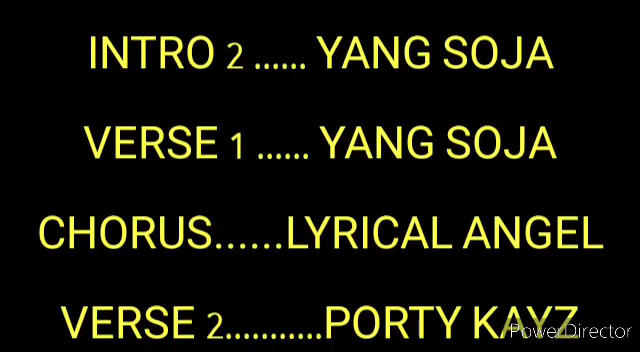 INTRO 2 ...... YANG SOJA
VERSE 1 ...... YANG SOJA
CHORUS......LYRICAL ANGEL
VERSE 2...........PORTY KAYZ
PowerDirector